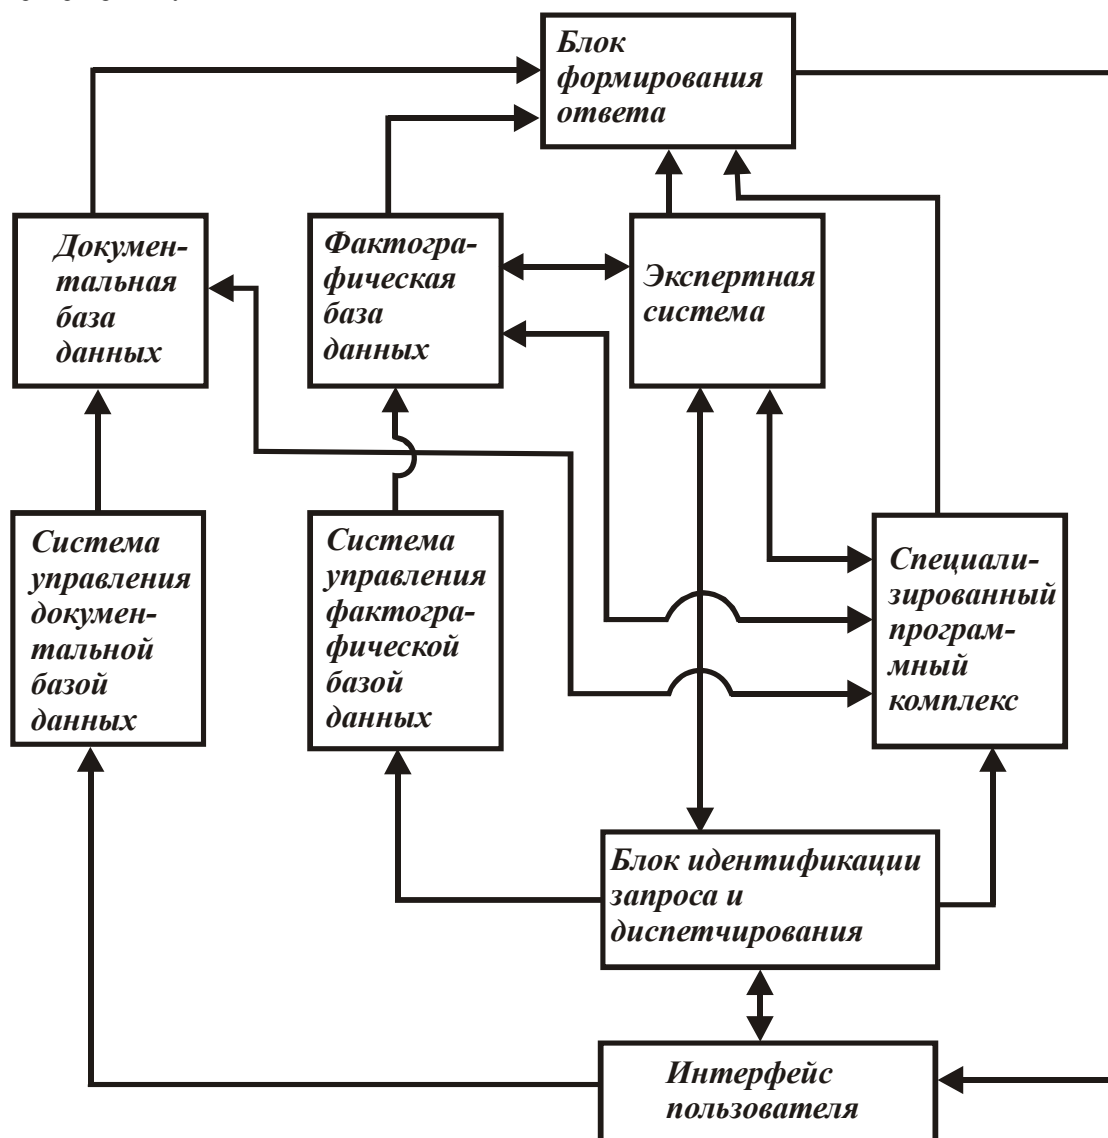 Блок
формирования
ответа
Докумен-
тальная
база
данных
Фактогра-
фическая
база
данных
Экспертная
система
Система
управления
докумен-
тальной
базой
данных
Система
управления
фактогра-
фической
базой
данных
Специали-
зированный
програм-
мный
комплекс
Блок идентификации
запроса и
диспетчирования
Интерфейс
пользователя